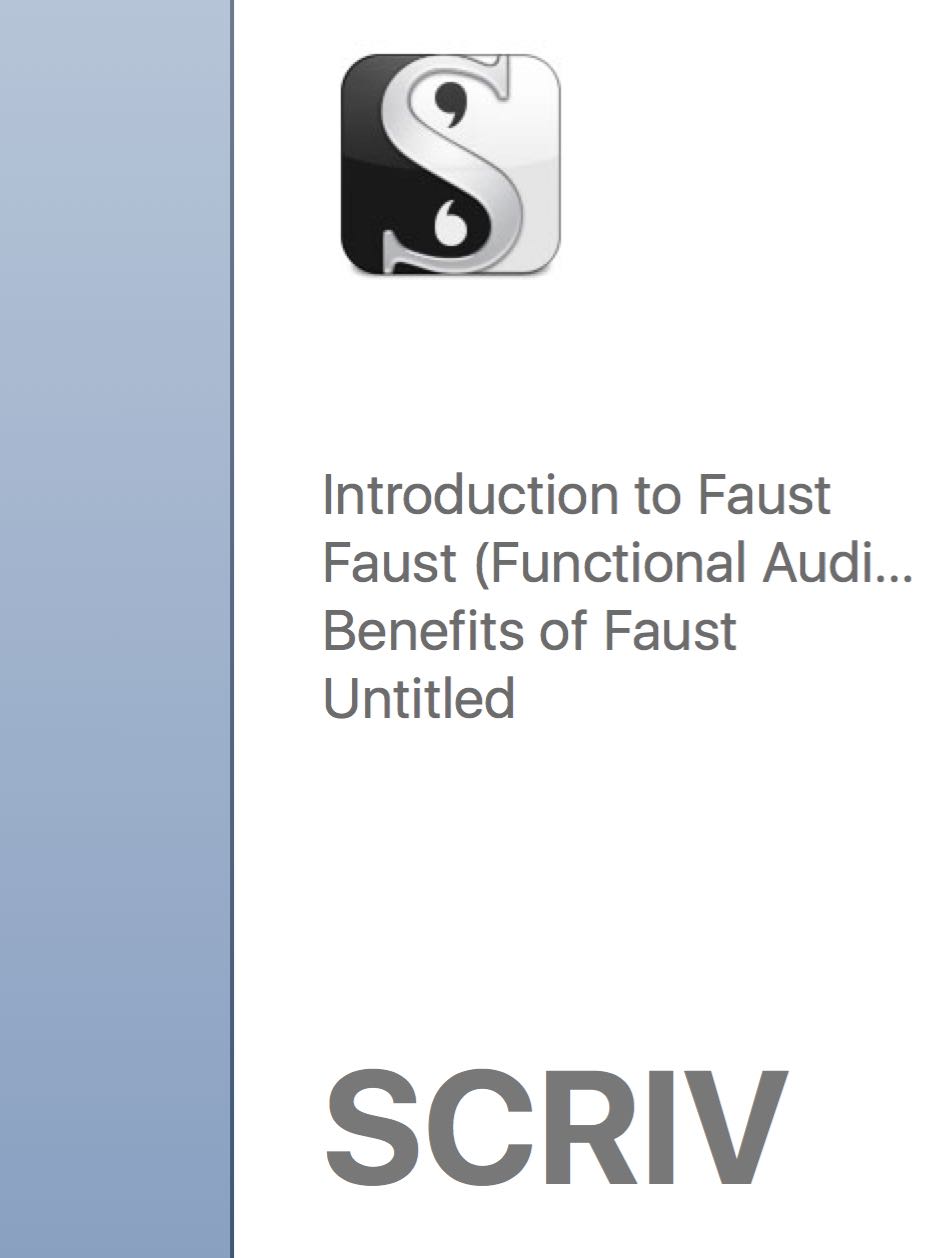 Introduction to Faust
Faust (Functional Audi...
Benefits of Faust
Untitled
SCRIV